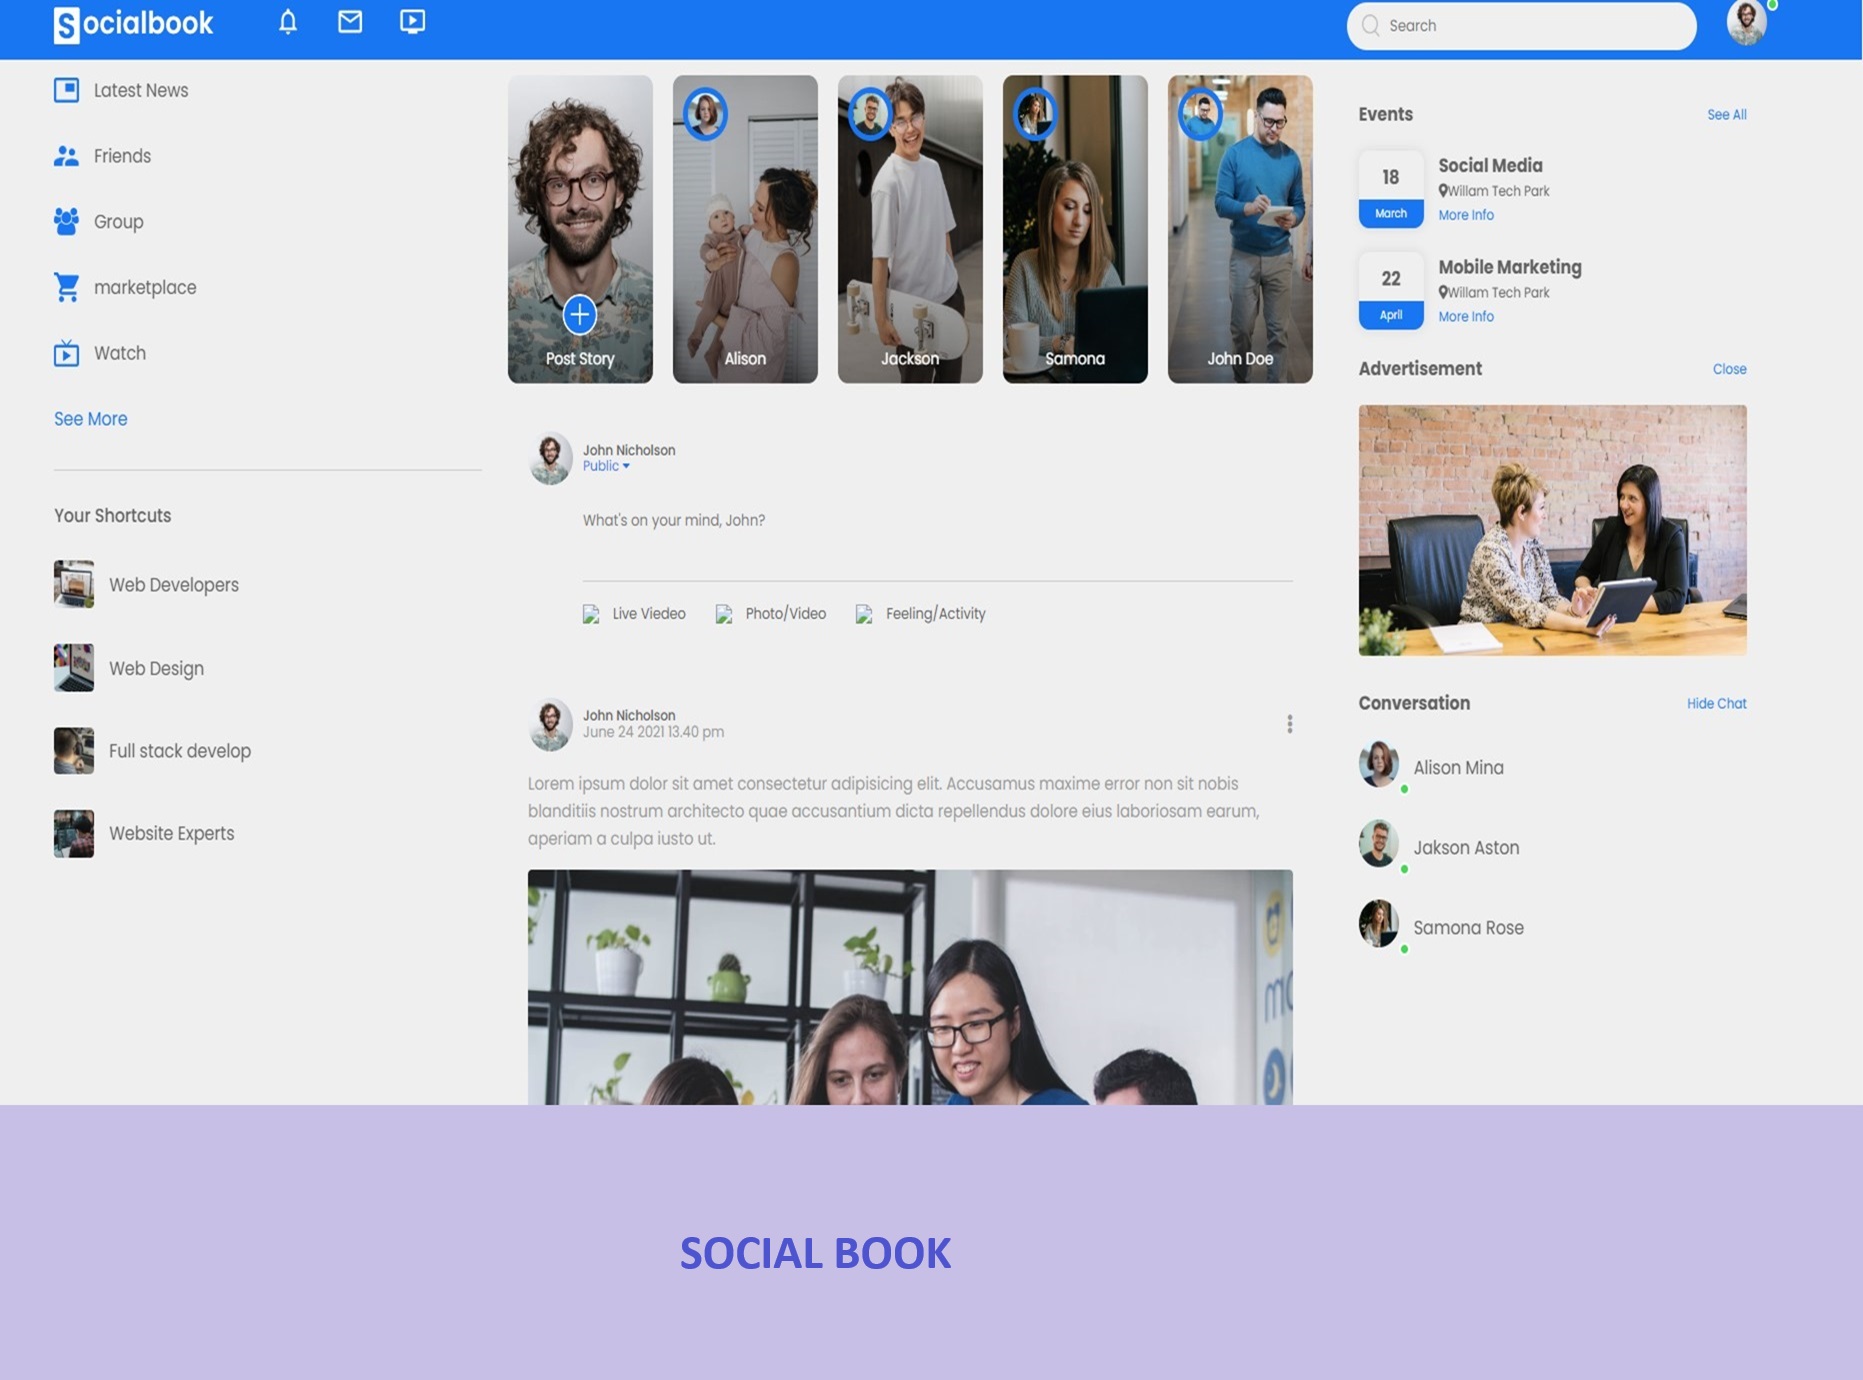 Socialbook
Search
Latest News
Friends
Group
marketplace
Watch
See More
Your Shortcuts
Web Developers
Web Design
Full stack develop
Website Experts
Post Story
Alison
Jackson
Samona
John Doe
John Nicholson
Public
What's on your mind, John?
Live Viedeo
Photo/Video
Feeling/Activity
John Nicholson
June 24 2021 13.40 pm
Lorem ipsum dolor sit amet consectetur adipisicing elit. Accusamus maxime error non sit nobis
blanditiis nostrum architecto quae accusantium dicta repellendus dolore eius laboriosam earum,
aperiam a culpa iusto ut.
Events
See All
18
March
Social Media
Willam Tech Park
More Info
22
April
Mobile Marketing
Willam Tech Park
More Info
Advertisement
Close
Conversation
Hide Chat
Alison Mina
Jakson Aston
Samona Rose
SOCIAL BOOK